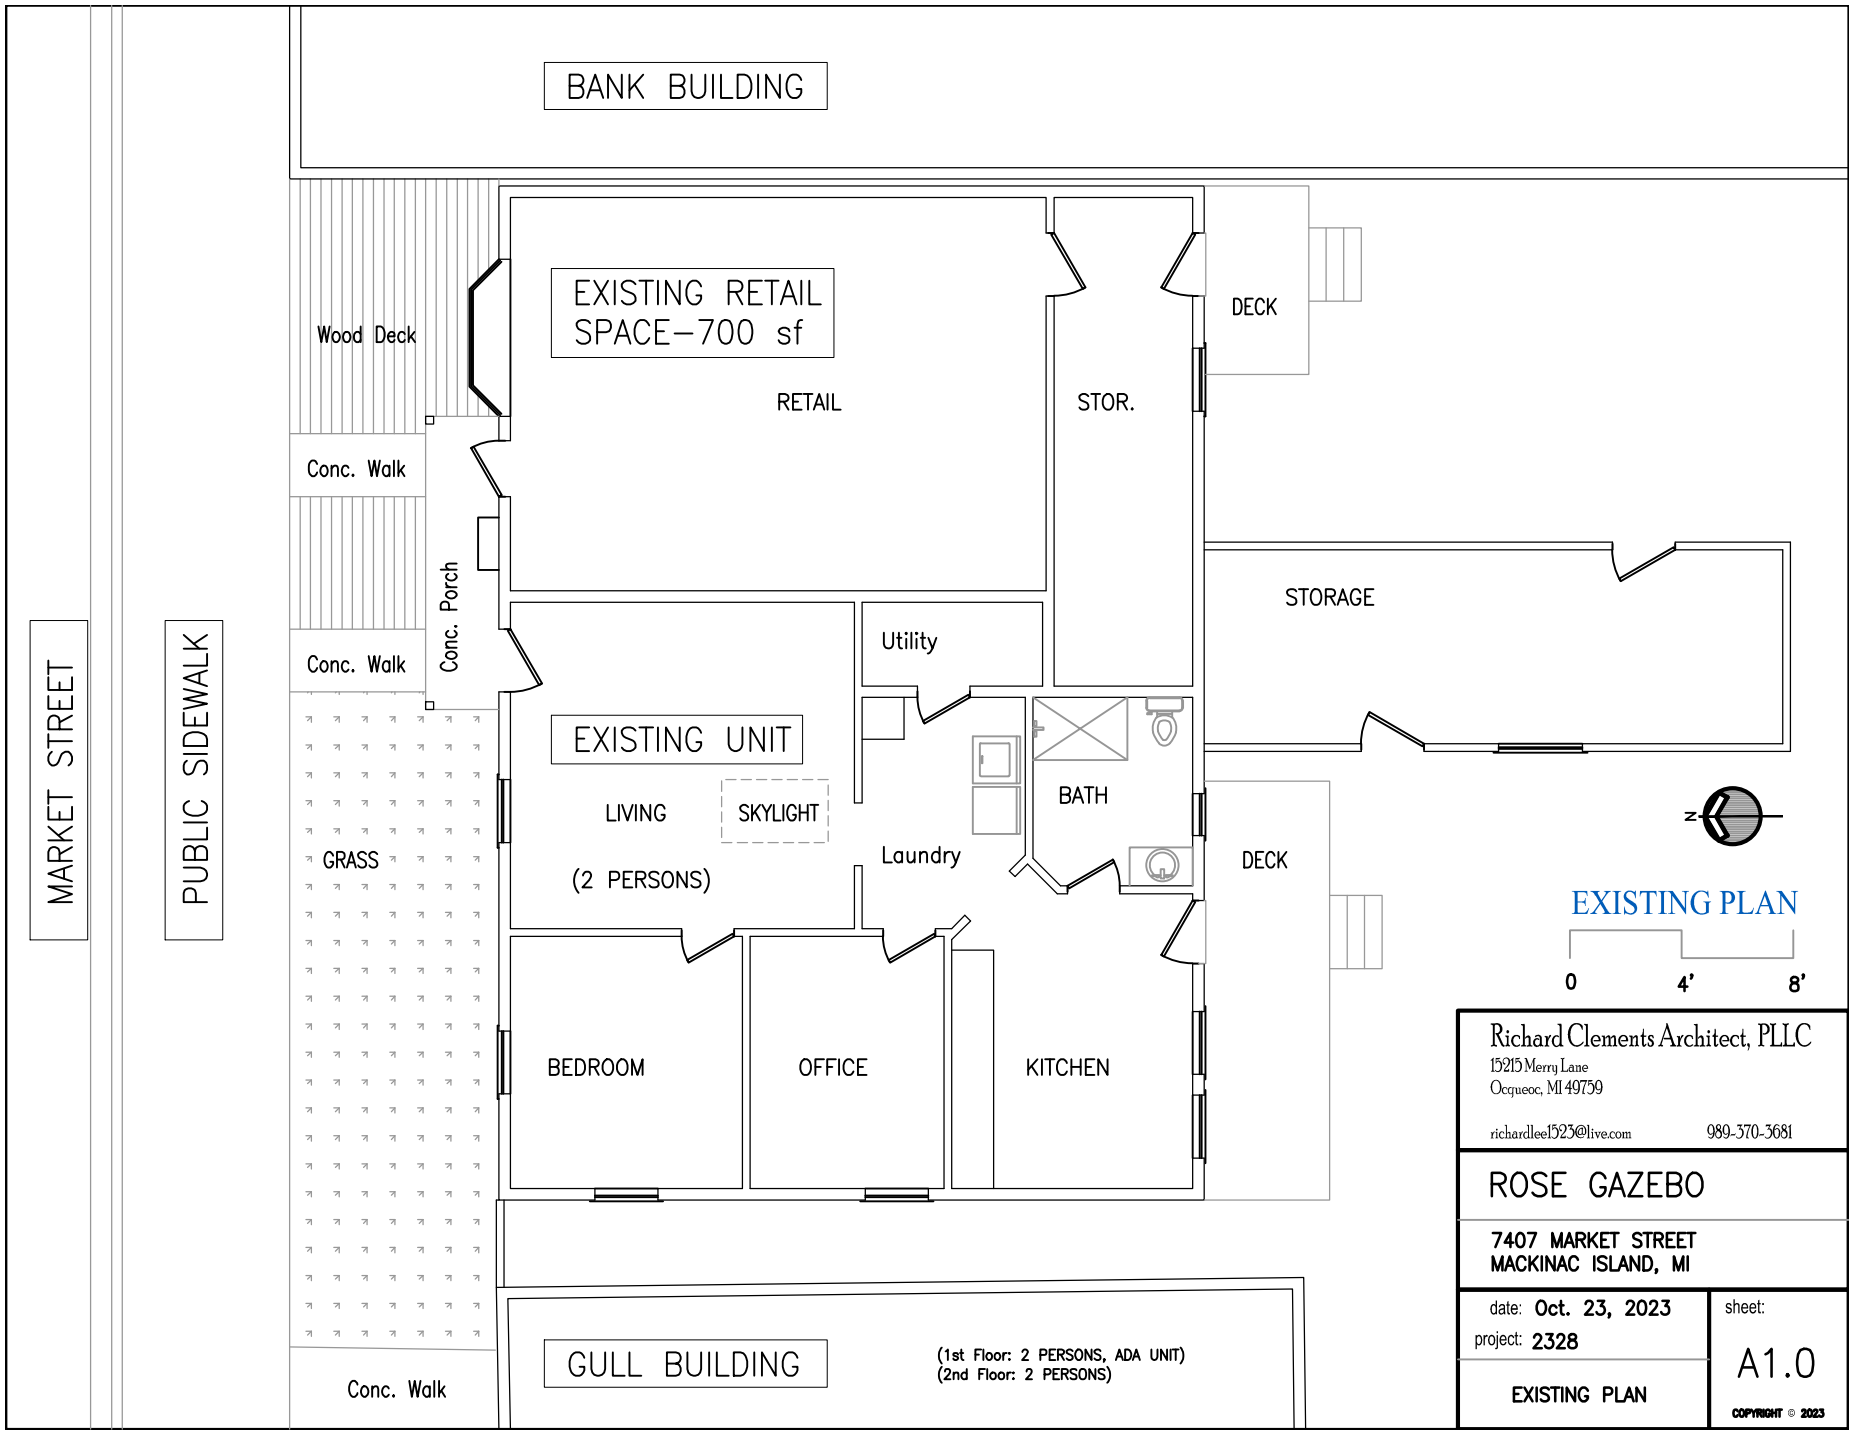 BANK BUILDING
EXISTING RETAIL
SPACE-700 sf
Wood Deck
DECK
RETAIL
STOR.
Conc. Walk
Conc. Porch
STORAGE
Utility
Conc. Walk
MARKET STREET
PUBLIC SIDEWALK
EXISTING UNIT
LIVING
SKYLIGHT
BATH
N
GRASS
(2 PERSONS)
Laundry
DECK
EXISTING PLAN
0 4' 8'
BEDROOM
OFFICE
KITCHEN
Richard Clements Architect, PLLC
15215 Merry Lane
Ocqueoc, MI 49759
richardlee1523@live.com 989-370-3681
ROSE GAZEBO
7407 MARKET STREET
MACKINAC ISLAND, MI
date: Oct. 23, 2023
project: 2328
EXISTING PLAN
sheet:
A1.0
COPYRIGHT © 2023
GULL BUILDING
(1st Floor: 2 PERSONS, ADA UNIT)
(2nd Floor: 2 PERSONS)
Conc. Walk